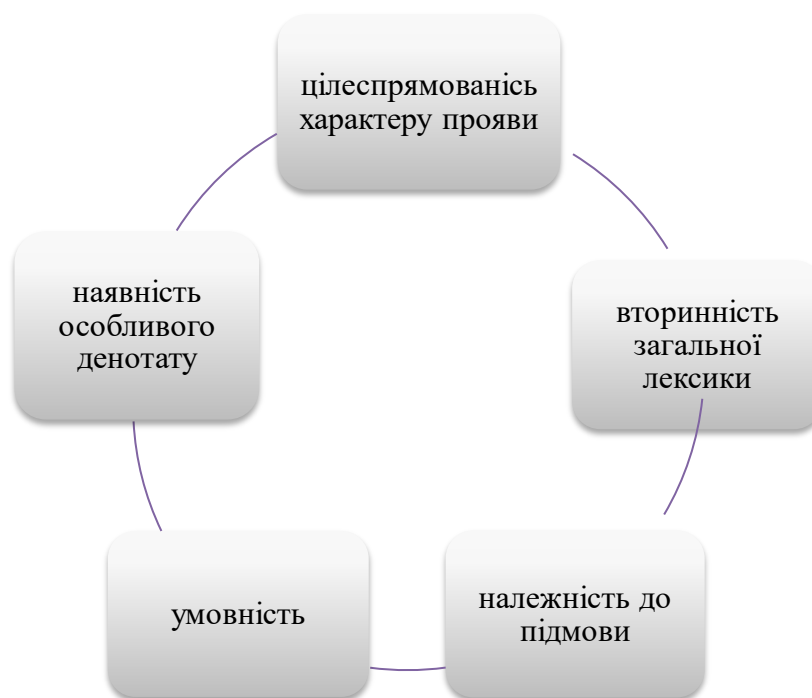 цілеспрямованісь
характеру прояви
вторинність
загальної
лексики
належність до
підмови
умовність
наявність
особливого
денотату